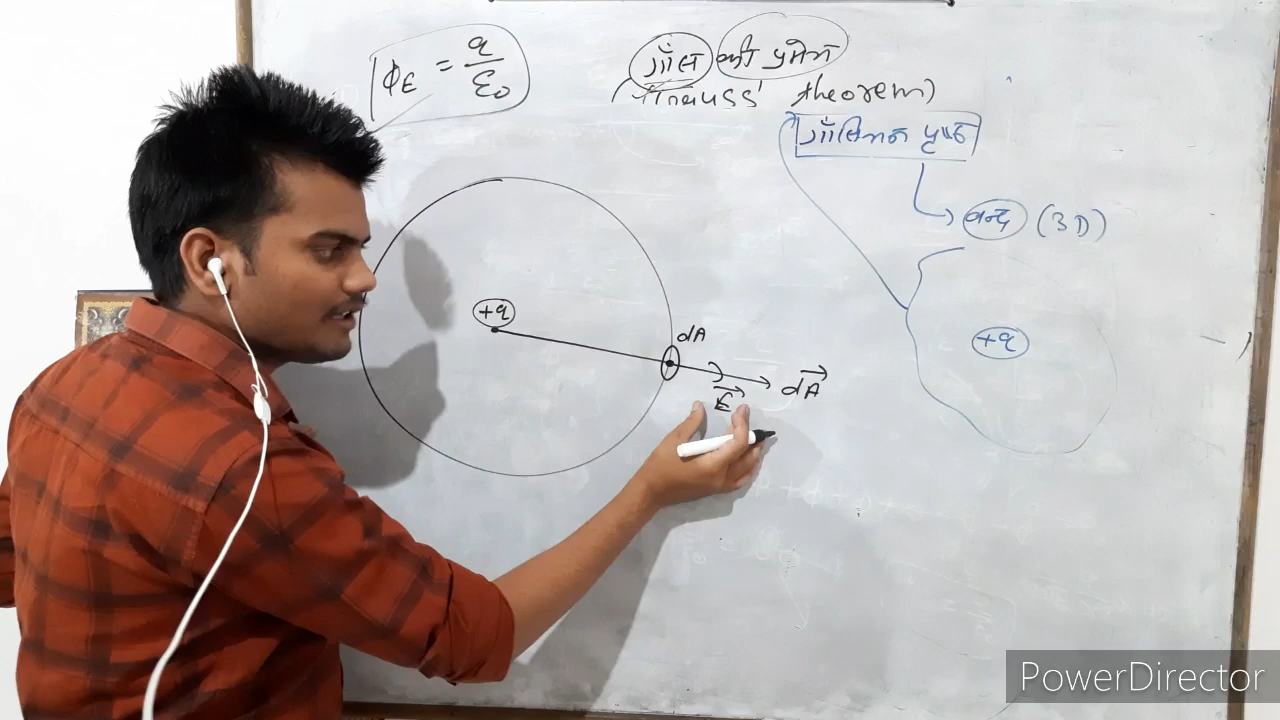 ϕE = q/ε0
गॉस की प्रमेय
(Gauss' theorem)
गॉसियन पृष्ठ
बन्द (3D)
+q
dA
E→
dA→
+q
PowerDirector